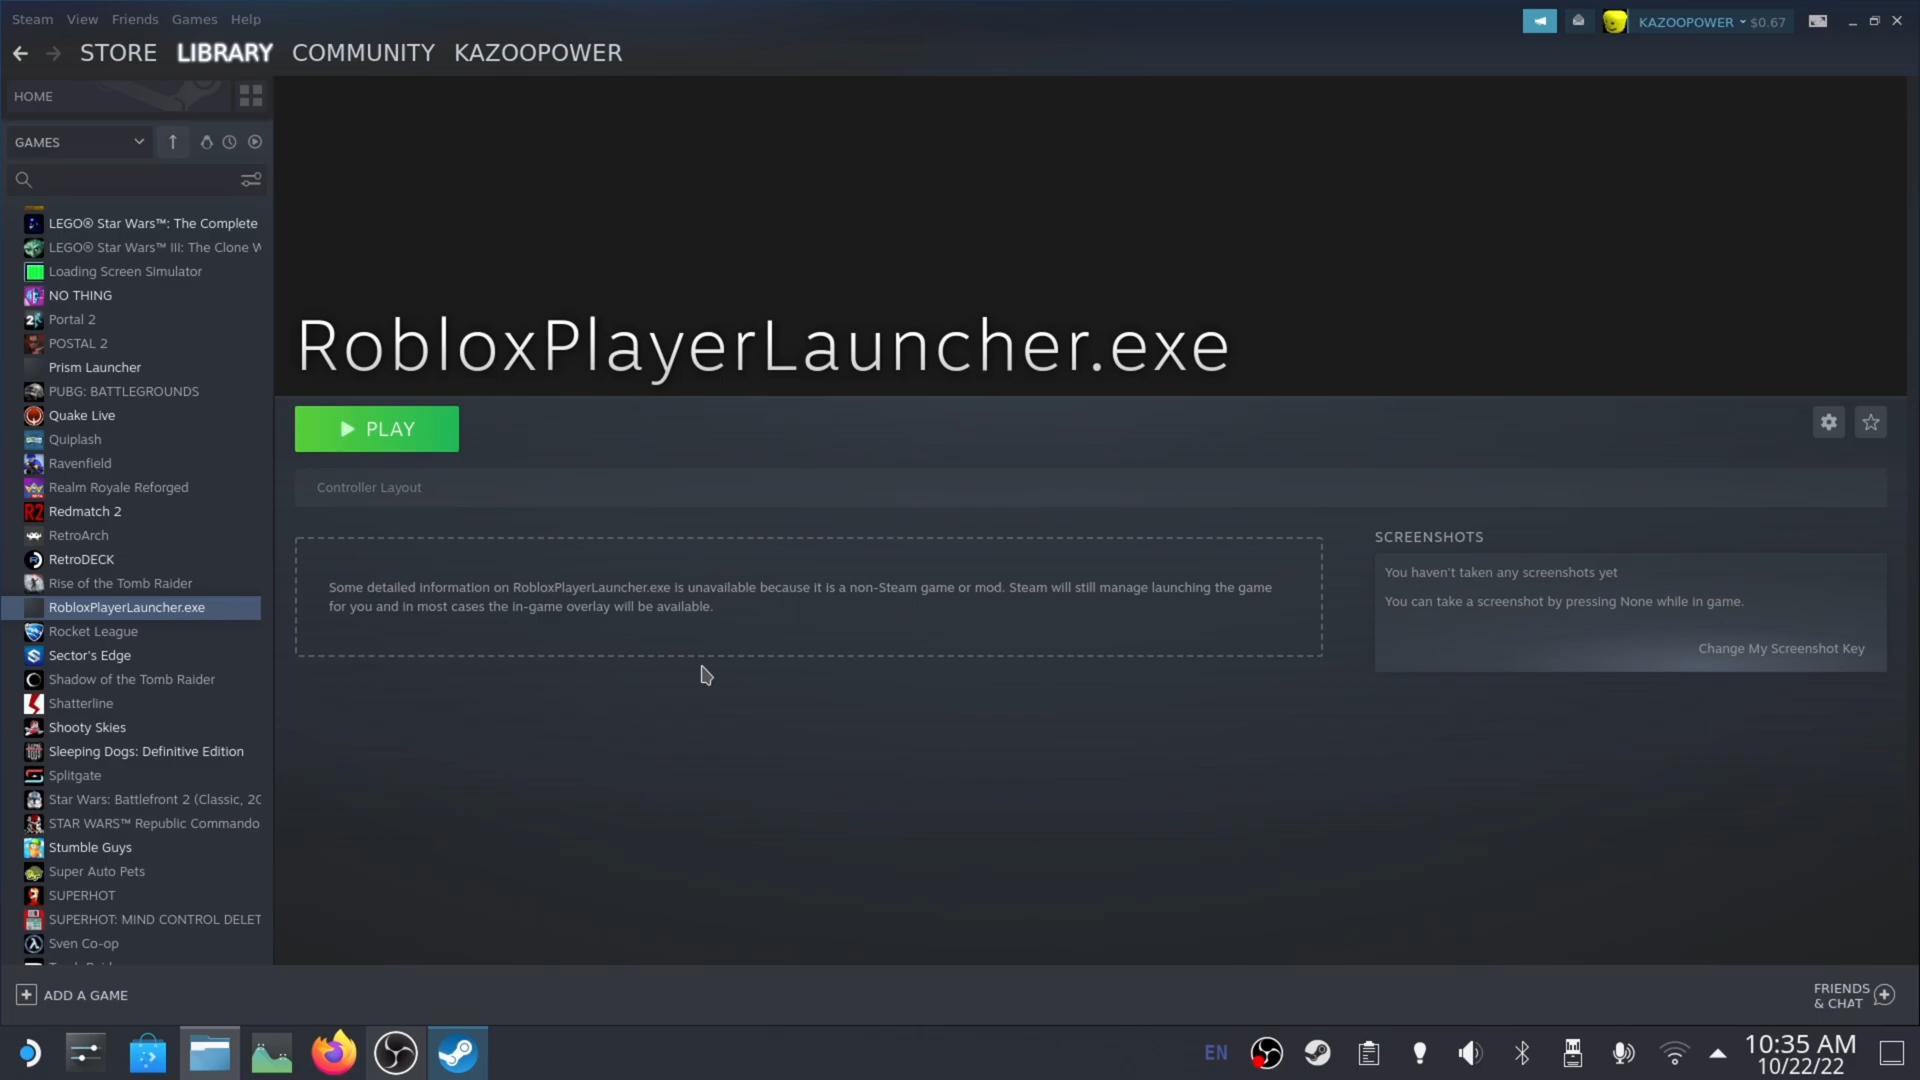 Steam View Friends Games Help
KAZOOPOWER $0.67
STORE LIBRARY COMMUNITY KAZOOPOWER
HOME
GAMES
LEGO® Star Wars™: The Complete
LEGO® Star Wars™ III: The Clone W
Loading Screen Simulator
NO THING
Portal 2
POSTAL 2
Prism Launcher
PUBG: BATTLEGROUNDS
Quake Live
Quiplash
Ravenfield
Realm Royale Reforged
Redmatch 2
RetroArch
RetroDECK
Rise of the Tomb Raider
RobloxPlayerLauncher.exe
Rocket League
Sector's Edge
Shadow of the Tomb Raider
Shatterline
Shooty Skies
Sleeping Dogs: Definitive Edition
Splitgate
Star Wars: Battlefront 2 (Classic, 20
STAR WARS™ Republic Commando
Stumble Guys
Super Auto Pets
SUPERHOT
SUPERHOT: MIND CONTROL DELET
Sven Co-op
RobloxPlayerLauncher.exe
PLAY
Controller Layout
Some detailed information on RobloxPlayerLauncher.exe is unavailable because it is a non-Steam game or mod. Steam will still manage launching the game
for you and in most cases the in-game overlay will be available.
SCREENSHOTS
You haven't taken any screenshots yet
You can take a screenshot by pressing None while in game.
Change My Screenshot Key
ADD A GAME
FRIENDS
& CHAT
EN
10:35 AM
10/22/22